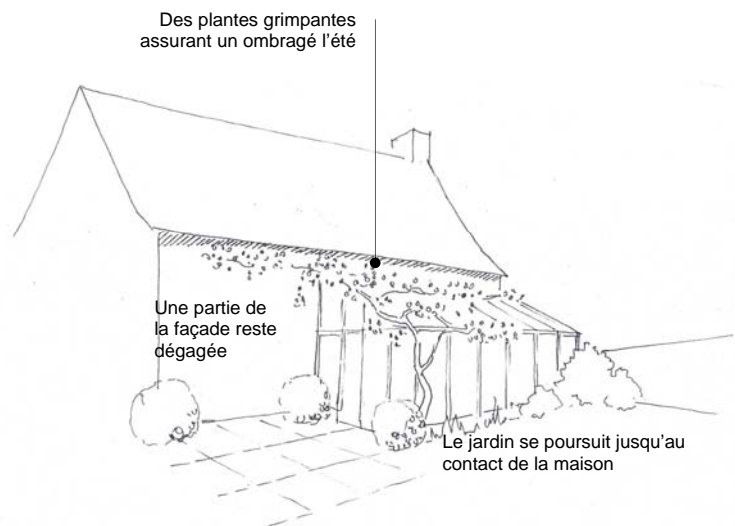 Des plantes grimpantes
assurant un ombragé l’été
Une partie de
la façade reste
dégagée
Le jardin se poursuit jusqu’au
contact de la maison